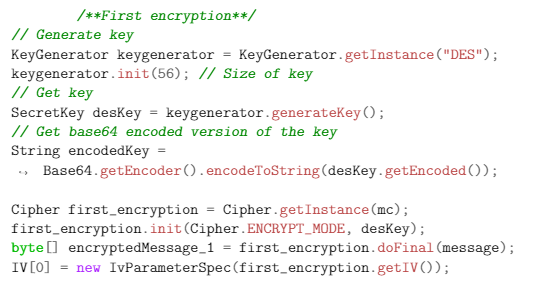 /**First encryption**/
// Generate key
KeyGenerator keygenerator = KeyGenerator.getInstance("DES");
keygenerator.init(56); // Size of key
// Get key
SecretKey desKey = keygenerator.generateKey();
// Get base64 encoded version of the key
String encodedKey =
↪ Base64.getEncoder().encodeToString(desKey.getEncoded());
Cipher first_encryption = Cipher.getInstance(mc);
first_encryption.init(Cipher.ENCRYPT_MODE, desKey);
byte[] encryptedMessage_1 = first_encryption.doFinal(message);
IV[0] = new IvParameterSpec(first_encryption.getIV());